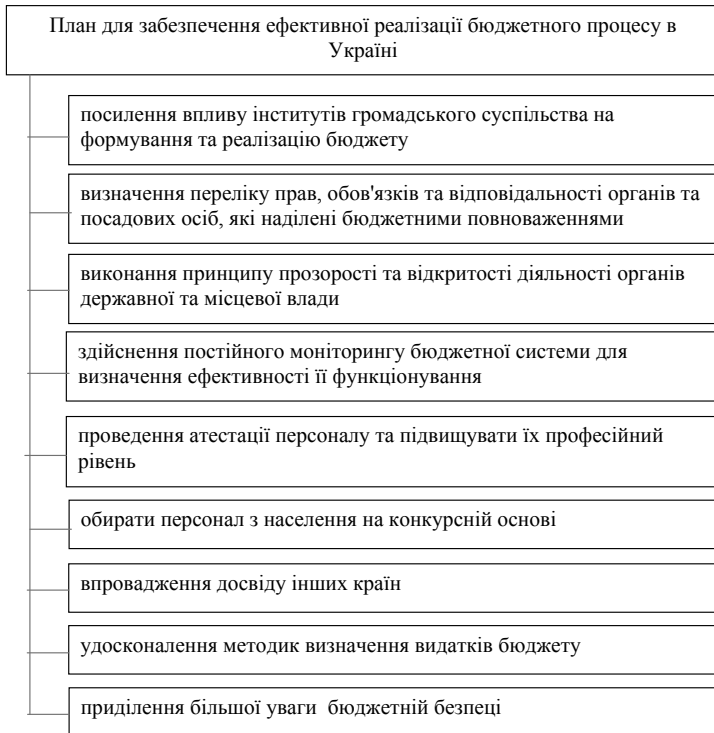 План для забезпечення ефективної реалізації бюджетного процесу в
Україні
посилення впливу інститутів громадського суспільства на
формування та реалізацію бюджету
визначення переліку прав, обов'язків та відповідальності органів та
посадових осіб, які наділені бюджетними повноваженнями
виконання принципу прозорості та відкритості діяльності органів
державної та місцевої влади
здійснення постійного моніторингу бюджетної системи для
визначення ефективності її функціонування
проведення атестації персоналу та підвищувати їх професійний
рівень
обирати персонал з населення на конкурсній основі
впровадження досвіду інших країн
удосконалення методик визначення видатків бюджету
приділення більшої уваги бюджетній безпеці